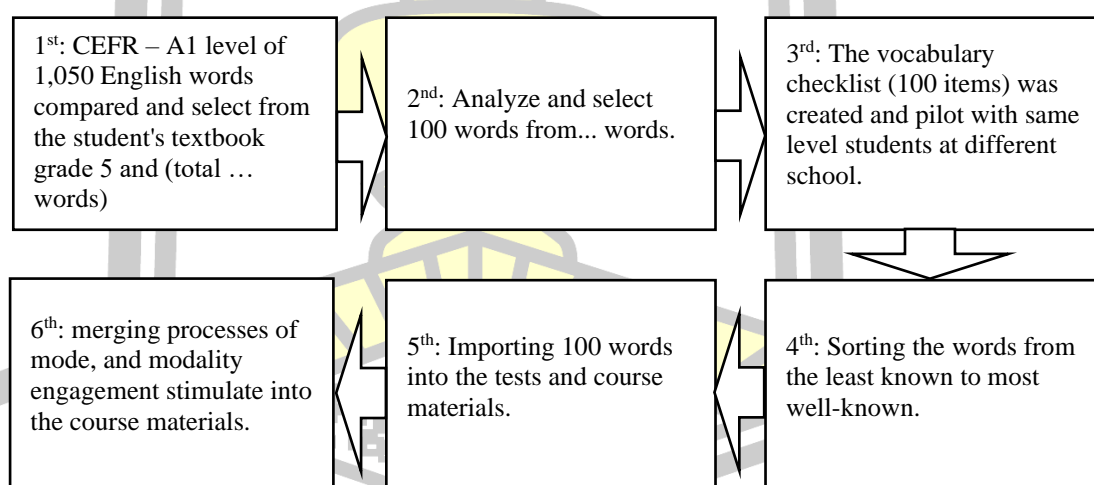 1st: CEFR – A1 level of
1,050 English words
compared and select from
the student's textbook
grade 5 and (total …
words)
2nd: Analyze and select
100 words from... words.
3rd: The vocabulary
checklist (100 items) was
created and pilot with same
level students at different
school.
4th: Sorting the words from
the least known to most
well-known.
5th: Importing 100 words
into the tests and course
materials.
6th: merging processes of
mode, and modality
engagement stimulate into
the course materials.